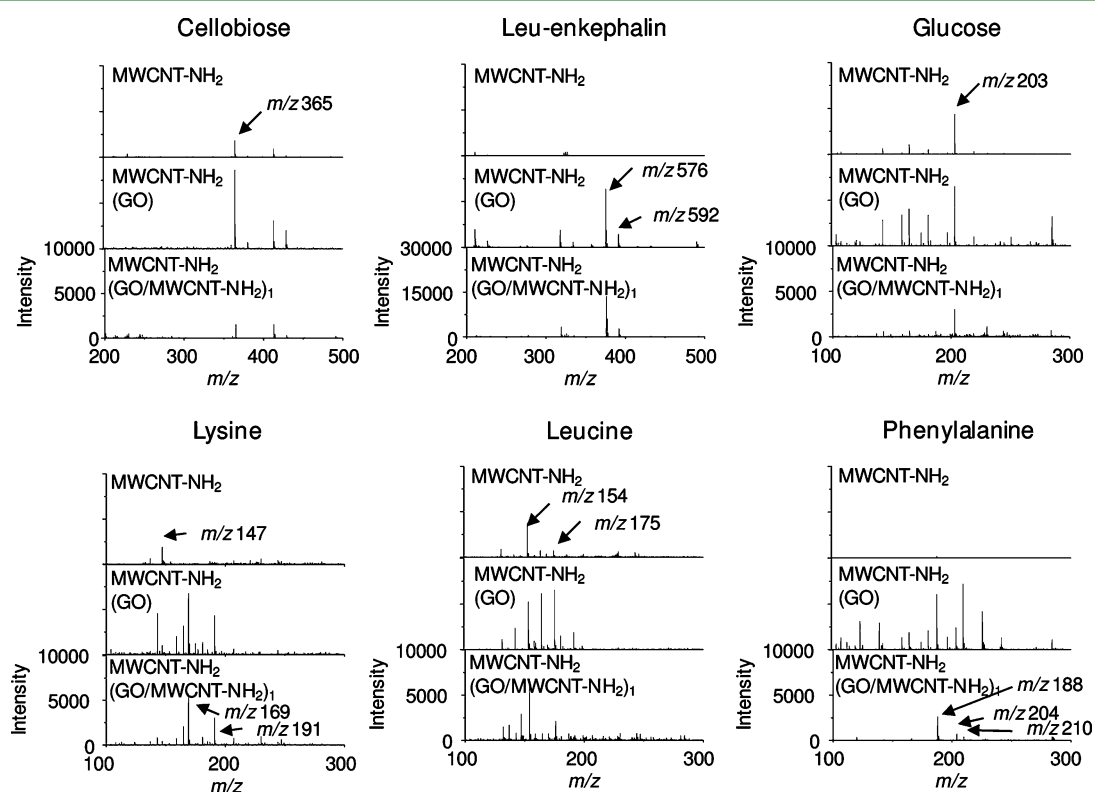 Cellobiose
MWCNT-NH2
m/z 365
MWCNT-NH2
(GO)
10000
MWCNT-NH2
(GO/MWCNT-NH2)1
5000
0
Intensity
200 300 400 500
m/z
Leu-enkephalin
MWCNT-NH2
MWCNT-NH2
(GO)
m/z 576
m/z 592
30000
MWCNT-NH2
(GO/MWCNT-NH2)1
15000
0
Intensity
200 300 400 500
m/z
Glucose
MWCNT-NH2
m/z 203
MWCNT-NH2
(GO)
10000
MWCNT-NH2
(GO/MWCNT-NH2)1
5000
0
Intensity
100 200 300
m/z
Lysine
MWCNT-NH2
m/z 147
MWCNT-NH2
(GO)
10000
MWCNT-NH2
(GO/MWCNT-NH2)1
5000
m/z 169
m/z 191
0
Intensity
100 200 300
m/z
Leucine
MWCNT-NH2
m/z 154
m/z 175
MWCNT-NH2
(GO)
10000
MWCNT-NH2
(GO/MWCNT-NH2)1
5000
0
Intensity
100 200 300
m/z
Phenylalanine
MWCNT-NH2
MWCNT-NH2
(GO)
10000
MWCNT-NH2
(GO/MWCNT-NH2)1
m/z 188
5000
m/z 204
m/z 210
0
Intensity
100 200 300
m/z